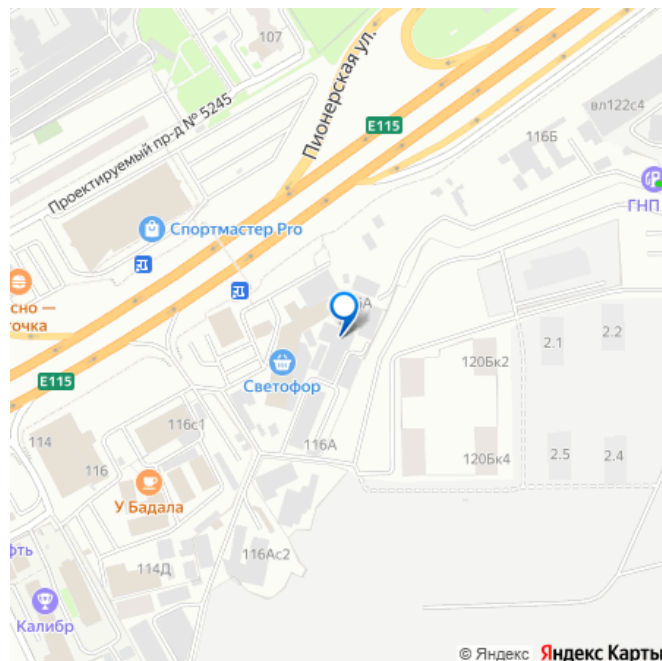 107
Пионерская ул.
Проектируемый пр-д № 5245
E115
вл122с4
116Б
ГНП
Спортмастер Pro
сно —
точка
6А
2.1
2.2
Светофор
120Бк2
E115
116с1
114
116
116А
120Бк4
2.5
2.4
У Бадала
фть
116Ас2
114Д
Калибр
© Яндекс Яндекс Карты